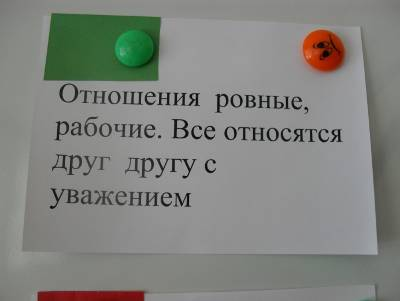 Отношения ровные,
рабочие. Все относятся
друг другу с
уважением